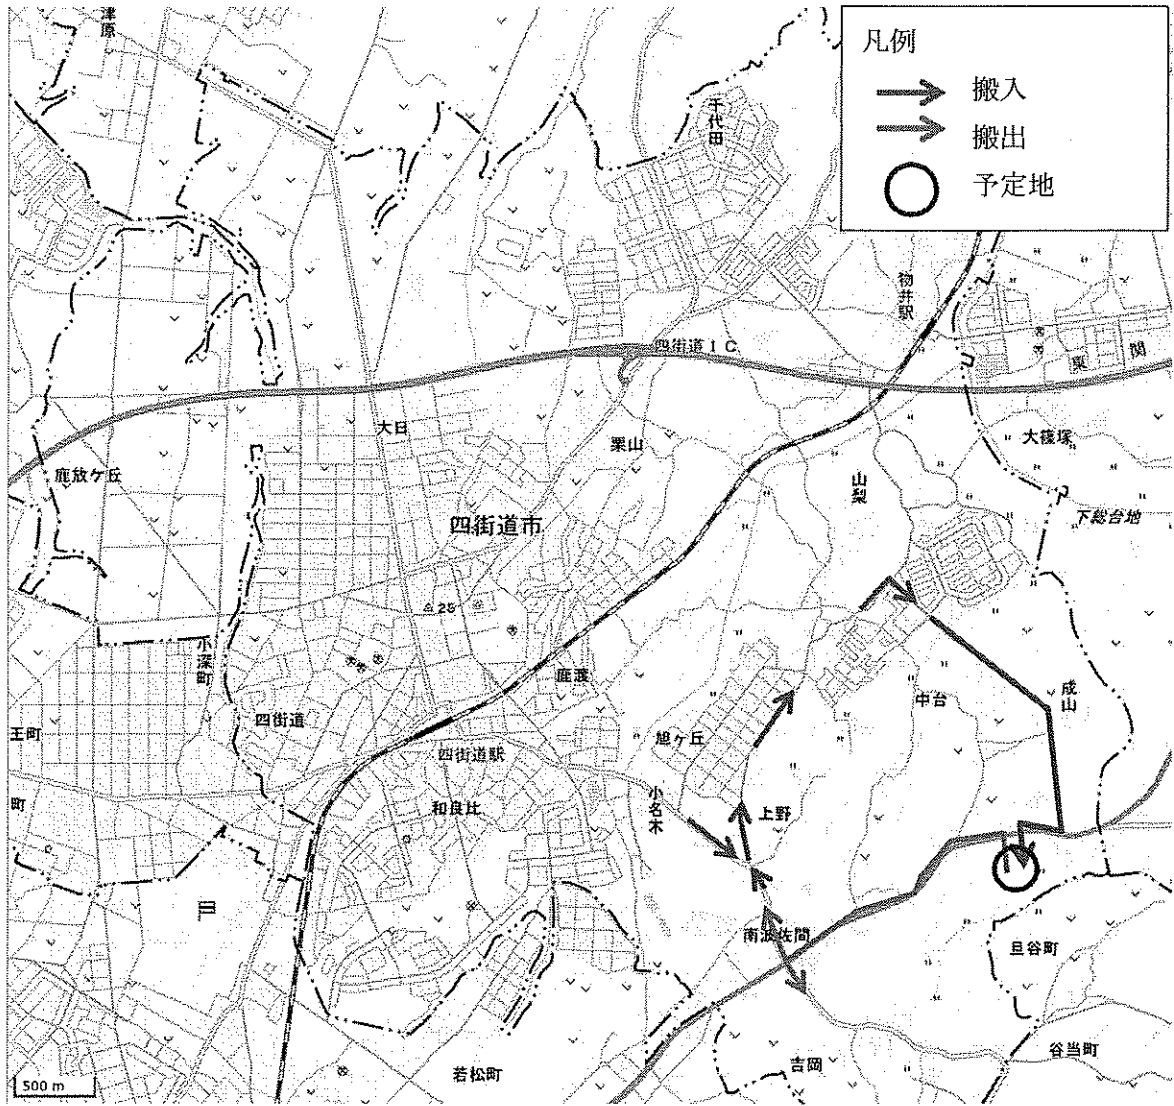 凡例
搬入
搬出
予定地
津原
千代田
物井駅
四街道IC
東関
大日
栗山
大篠塚
鹿放ケ丘
山梨
四街道市
下総台地
28
小深町
鹿渡
中台
成山
四街道
王町
旭ヶ丘
四街道駅
小名木
町
和良比
上野
南波佐間
亘谷町
吉岡
谷当町
若松町
500 m